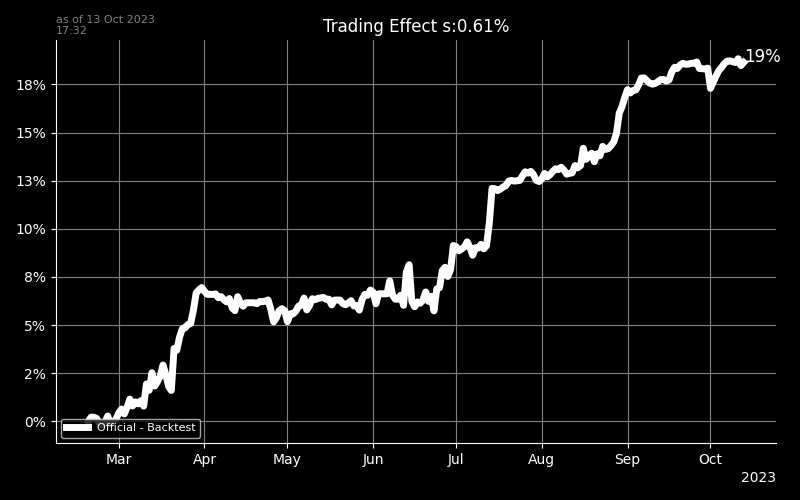 as of 13 Oct 2023
17:32
Trading Effect s:0.61%
19%
18%
15%
13%
10%
8%
5%
2%
0%
Official - Backtest
Mar Apr May Jun Jul Aug Sep Oct
2023